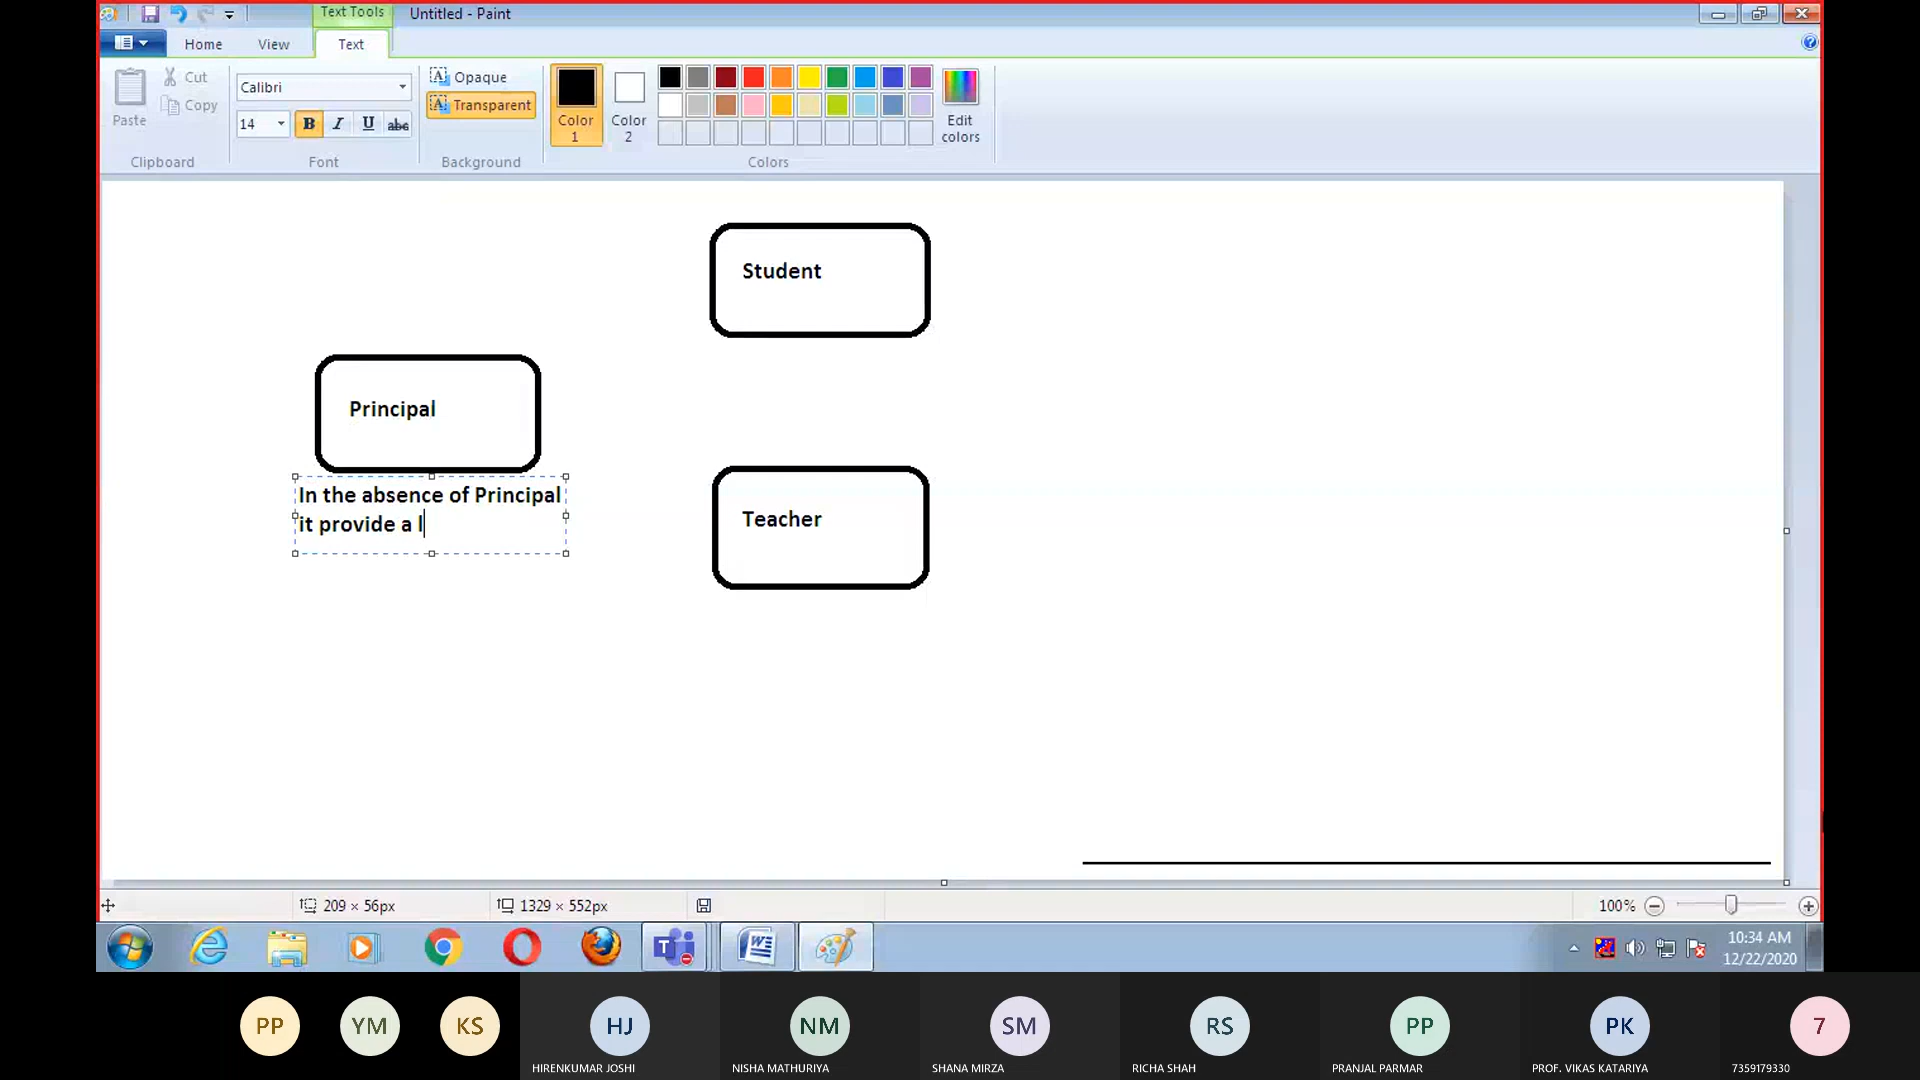 Text Tools
Untitled - Paint
Home
View
Text
Paste
Cut
Copy
Clipboard
Calibri
14
B
I
U
abc
Font
Opaque
Transparent
Background
Color
1
Color
2
Edit
colors
Colors
Student
Principal
In the absence of Principal
it provide a l
Teacher
209 × 56px
1329 × 552px
100%
10:34 AM
12/22/2020
PP
YM
KS
HJ
HIRENKUMAR JOSHI
NM
NISHA MATHURIYA
SM
SHANA MIRZA
RS
RICHA SHAH
PP
PRANJAL PARMAR
PK
PROF. VIKAS KATARIYA
7
7359179330